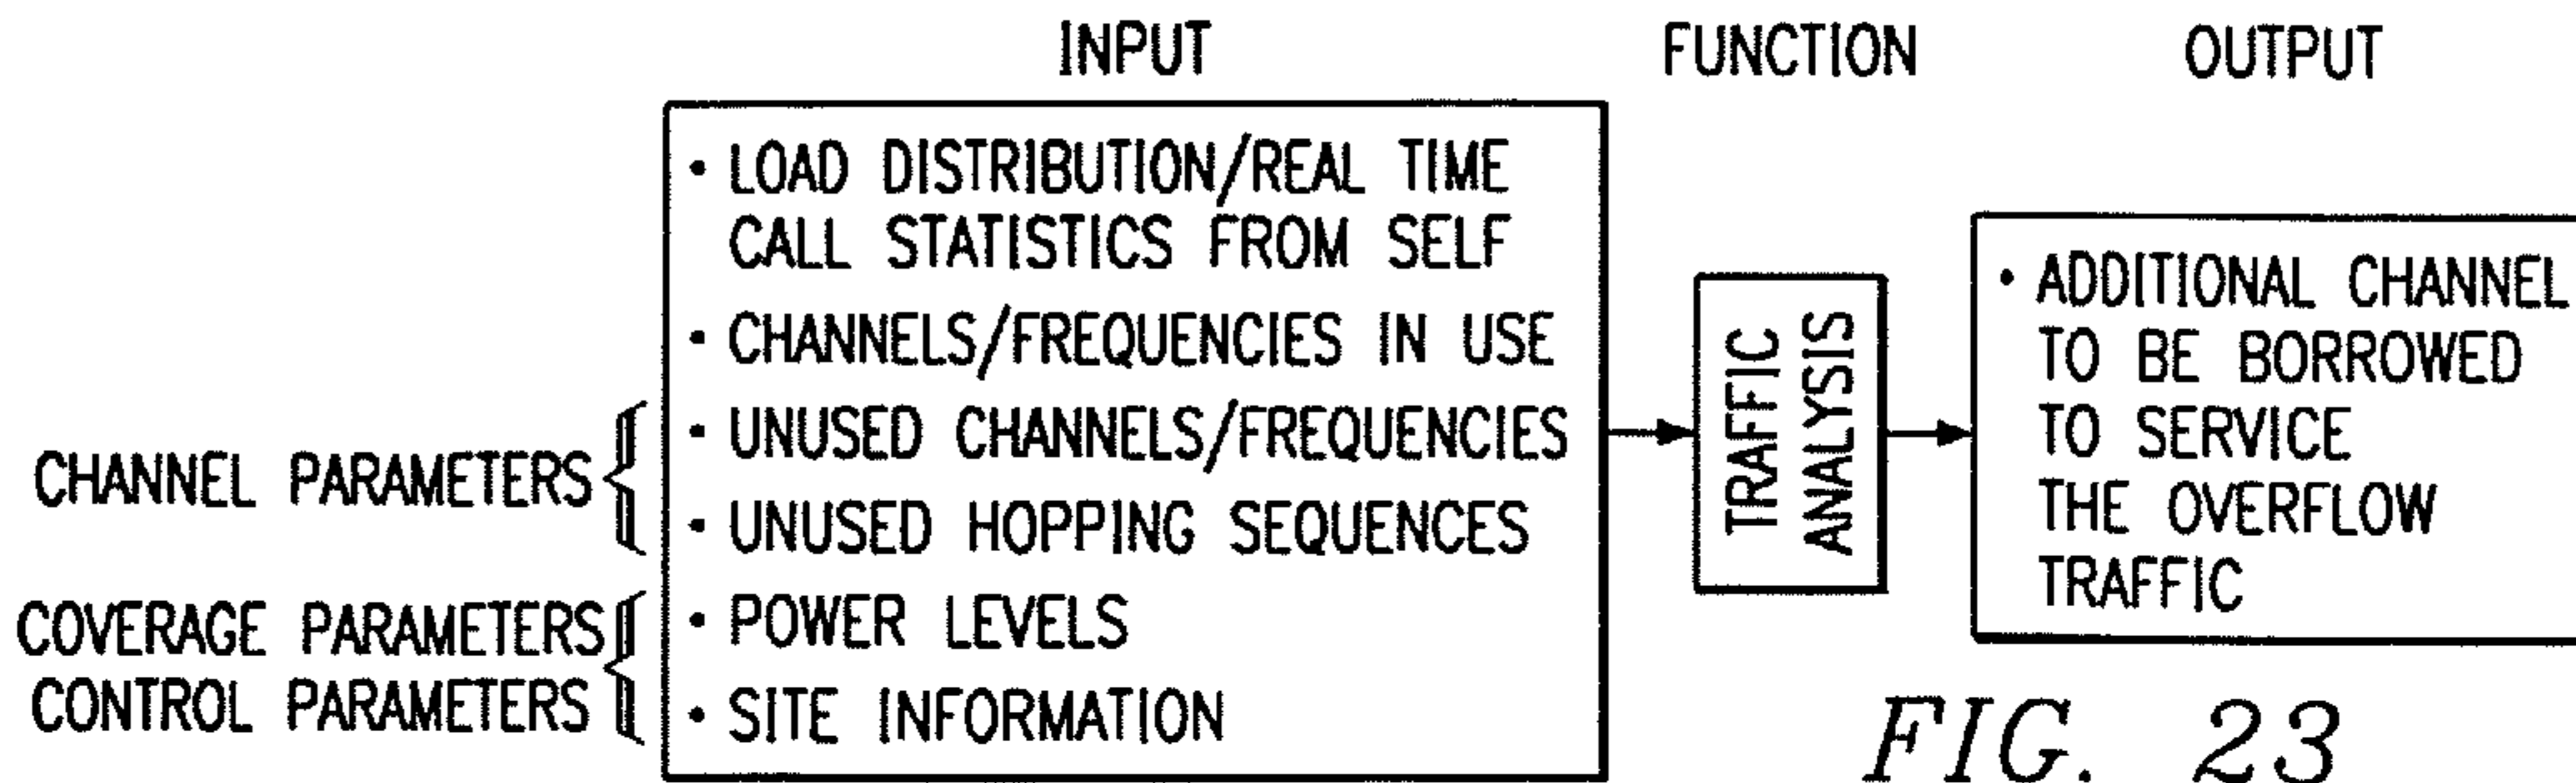 INPUT
FUNCTION
OUTPUT
• LOAD DISTRIBUTION/REAL TIME
CALL STATISTICS FROM SELF
• CHANNELS/FREQUENCIES IN USE
• UNUSED CHANNELS/FREQUENCIES
• UNUSED HOPPING SEQUENCES
• POWER LEVELS
• SITE INFORMATION
CHANNEL PARAMETERS
COVERAGE PARAMETERS
CONTROL PARAMETERS
TRAFFIC
ANALYSIS
• ADDITIONAL CHANNEL
TO BE BORROWED
TO SERVICE
THE OVERFLOW
TRAFFIC
FIG. 23